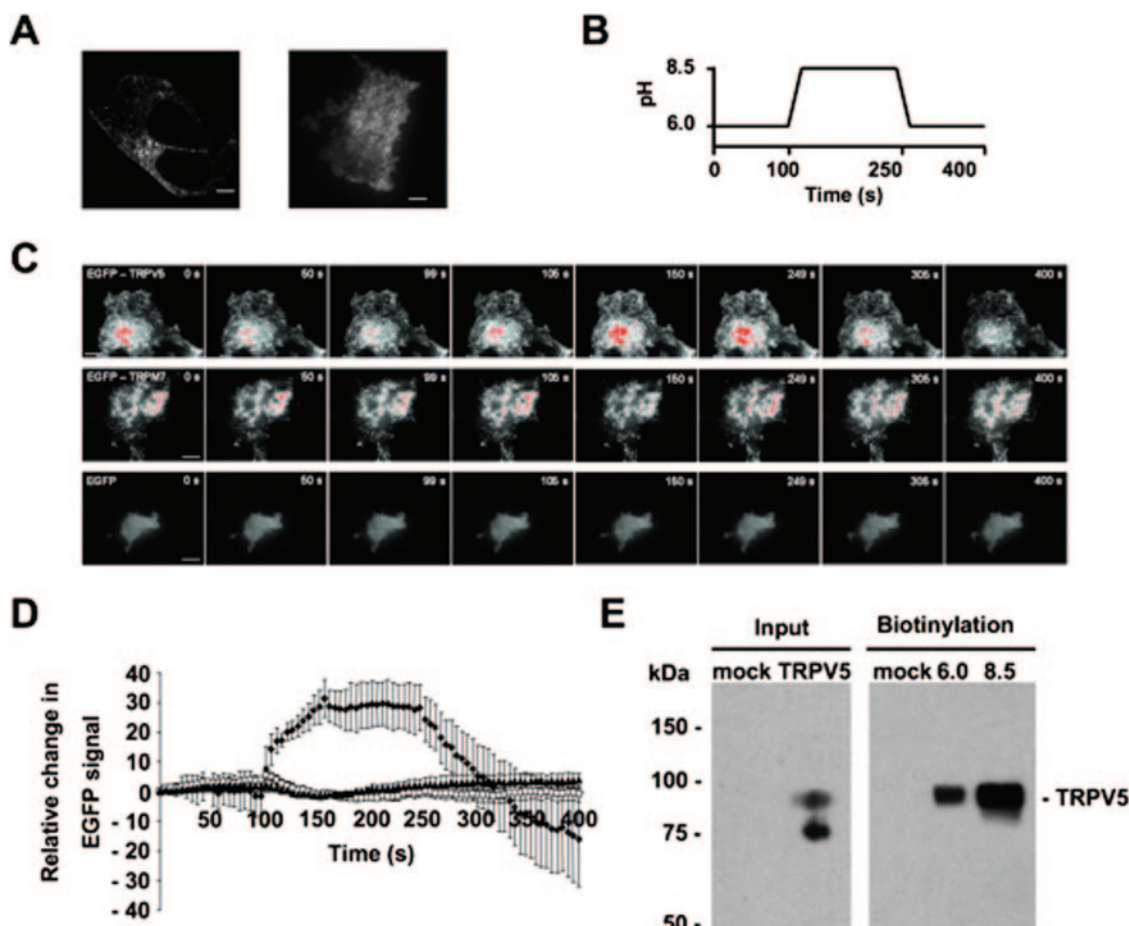 A
B
8.5
pH
6.0
0 100 250 400
Time (s)
C
EGFP – TRPV5 0 s 50 s 99 s 105 s 150 s 249 s 305 s 400 s
EGFP – TRPM7 0 s 50 s 99 s 105 s 150 s 249 s 305 s 400 s
EGFP 0 s 50 s 99 s 105 s 150 s 249 s 305 s 400 s
D
Relative change in
EGFP signal
40
30
20
10
0
- 10
- 20
- 30
- 40
50 100 150 200 250 300 350 400
Time (s)
E
Input Biotinylation
kDa mock TRPV5 mock 6.0 8.5
150 -
100 -
- TRPV5
75 -
50 -